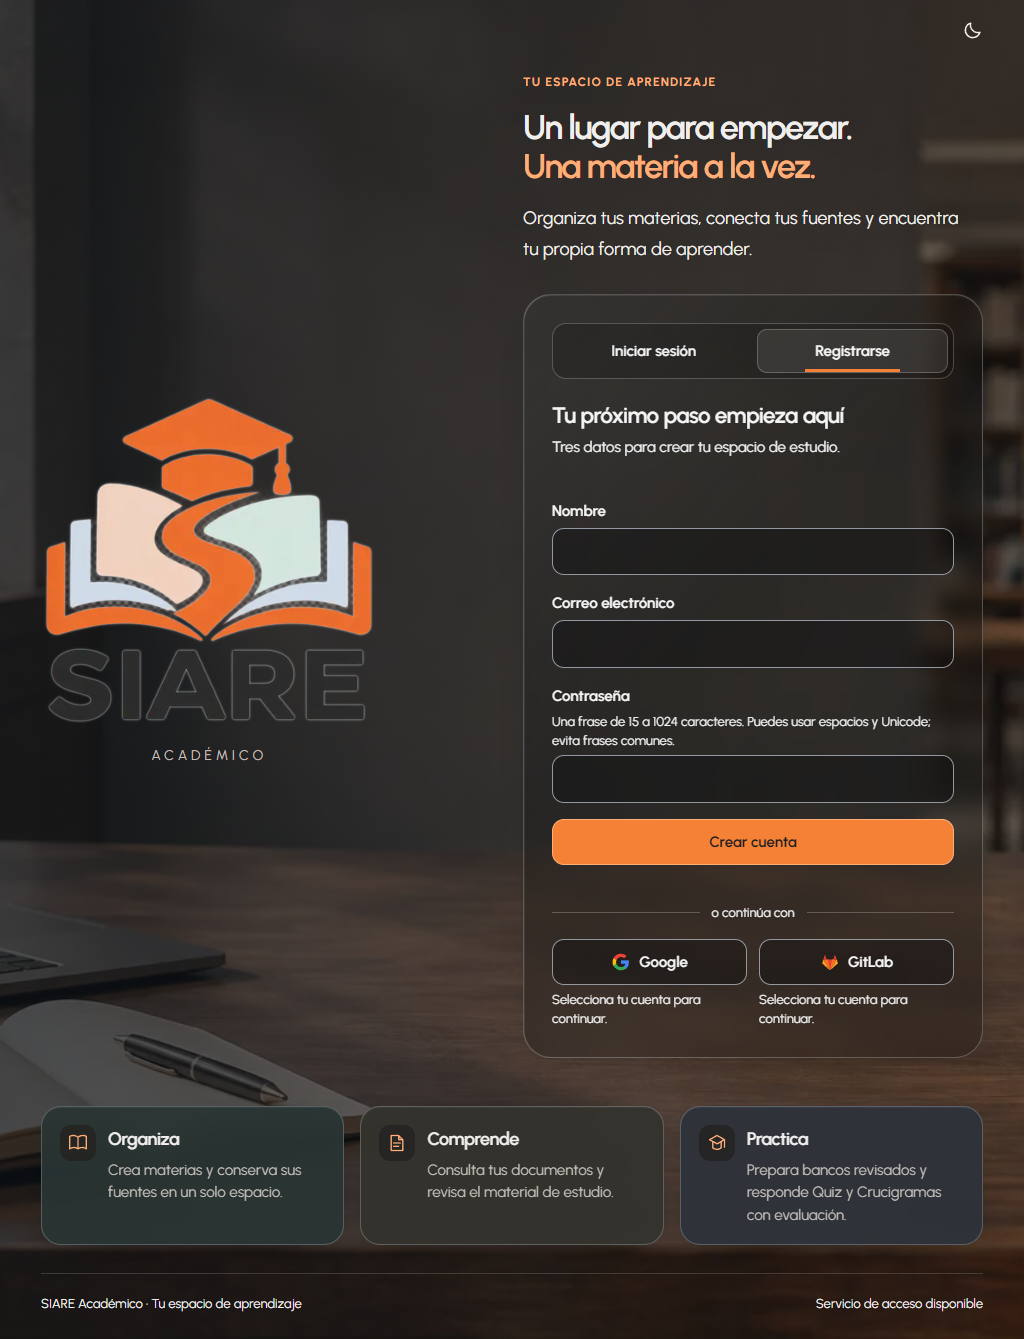 TU ESPACIO DE APRENDIZAJE
Un lugar para empezar.
Una materia a la vez.
Organiza tus materias, conecta tus fuentes y encuentra
tu propia forma de aprender.
SIARE
ACADÉMICO
Iniciar sesión
Registrarse
Tu próximo paso empieza aquí
Tres datos para crear tu espacio de estudio.
Nombre
Correo electrónico
Contraseña
Una frase de 15 a 1024 caracteres. Puedes usar espacios y Unicode;
evita frases comunes.
Crear cuenta
o continúa con
Google
GitLab
Selecciona tu cuenta para
continuar.
Selecciona tu cuenta para
continuar.
Organiza
Crea materias y conserva sus
fuentes en un solo espacio.
Comprende
Consulta tus documentos y
revisa el material de estudio.
Practica
Prepara bancos revisados y
responde Quiz y Crucigramas
con evaluación.
SIARE Académico · Tu espacio de aprendizaje
Servicio de acceso disponible